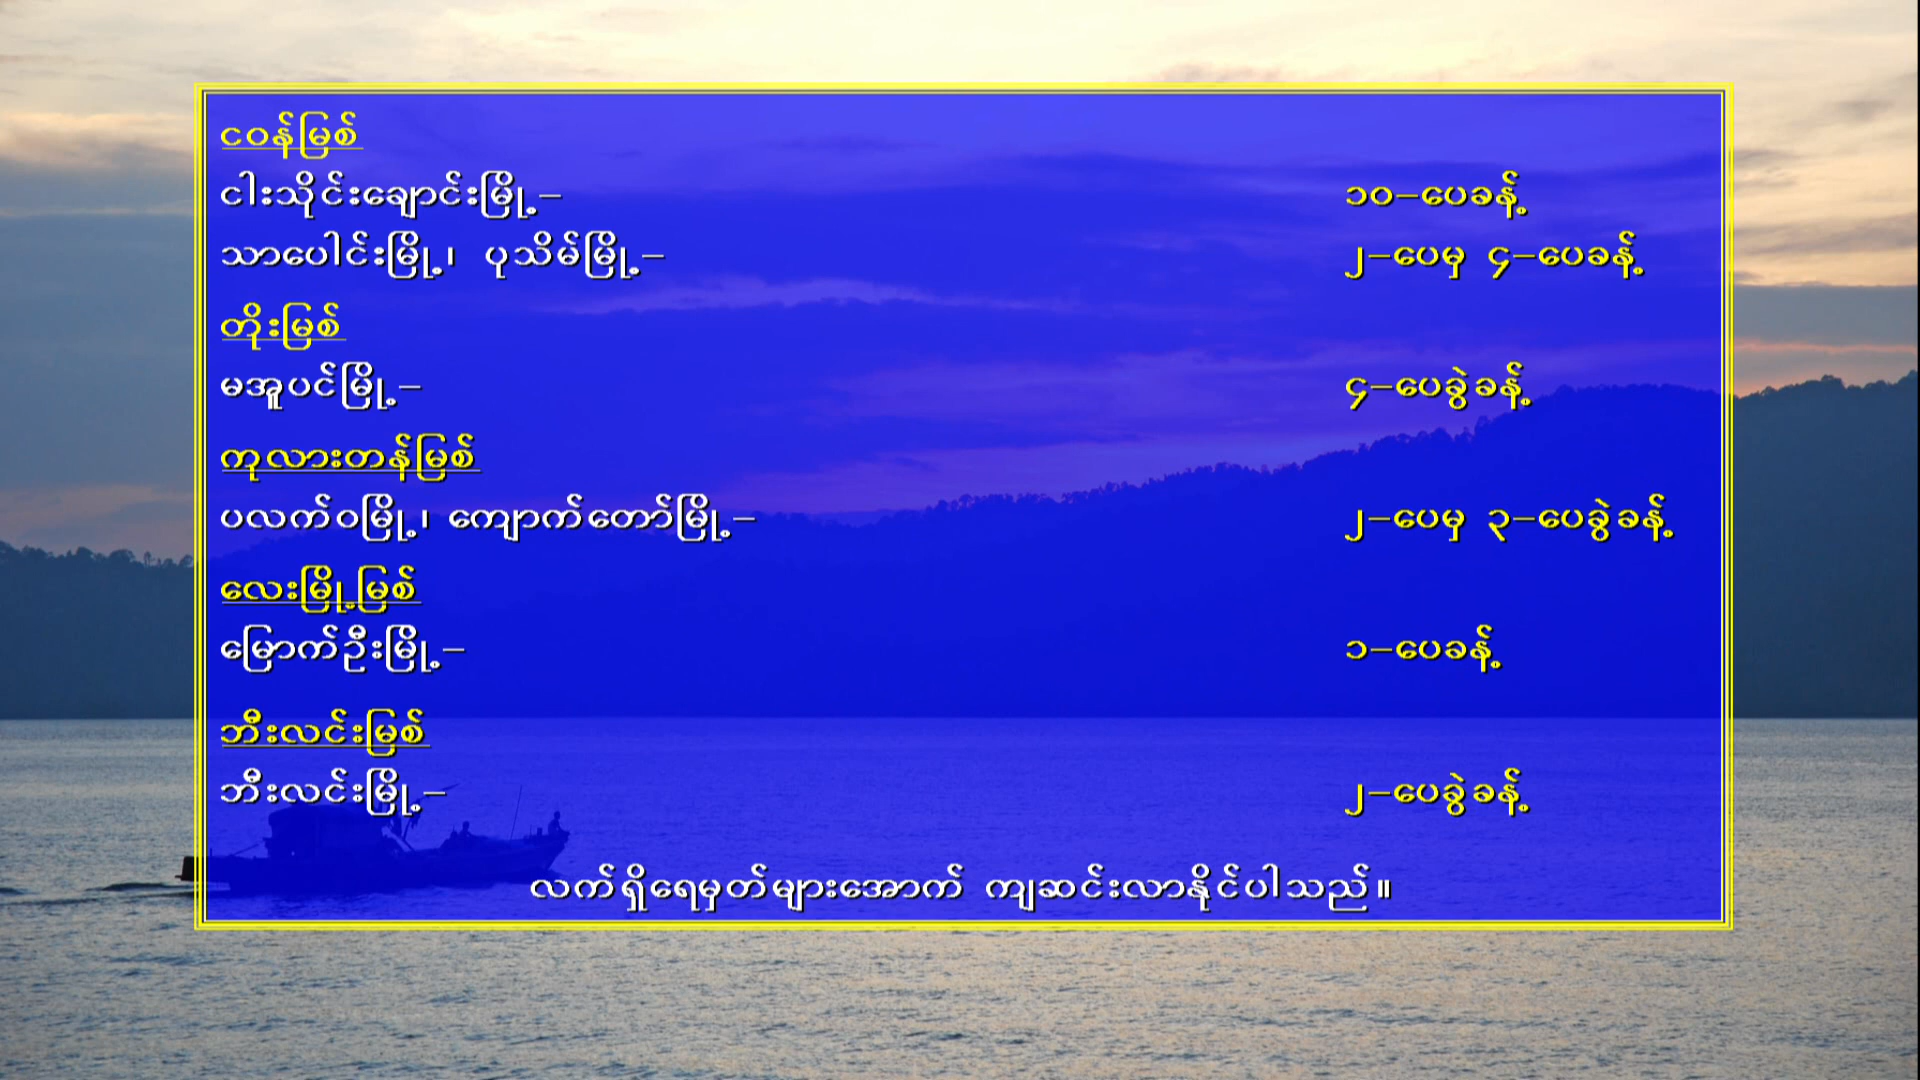 ငဝန်မြစ်
ငါးသိုင်းချောင်းမြို့– ၁၀–ပေခန့်
သာပေါင်းမြို့၊ ပုသိမ်မြို့– ၂–ပေမှ ၄–ပေခန့်
တိုးမြစ်
မအူပင်မြို့– ၄–ပေခွဲခန့်
ကုလားတန်မြစ်
ပလက်ဝမြို့၊ ကျောက်တော်မြို့– ၂–ပေမှ ၃–ပေခွဲခန့်
လေးမြို့မြစ်
မြောက်ဦးမြို့– ၁–ပေခန့်
ဘီးလင်းမြစ်
ဘီးလင်းမြို့– ၂–ပေခွဲခန့်
လက်ရှိရေမှတ်များအောက် ကျဆင်းလာနိုင်ပါသည်။